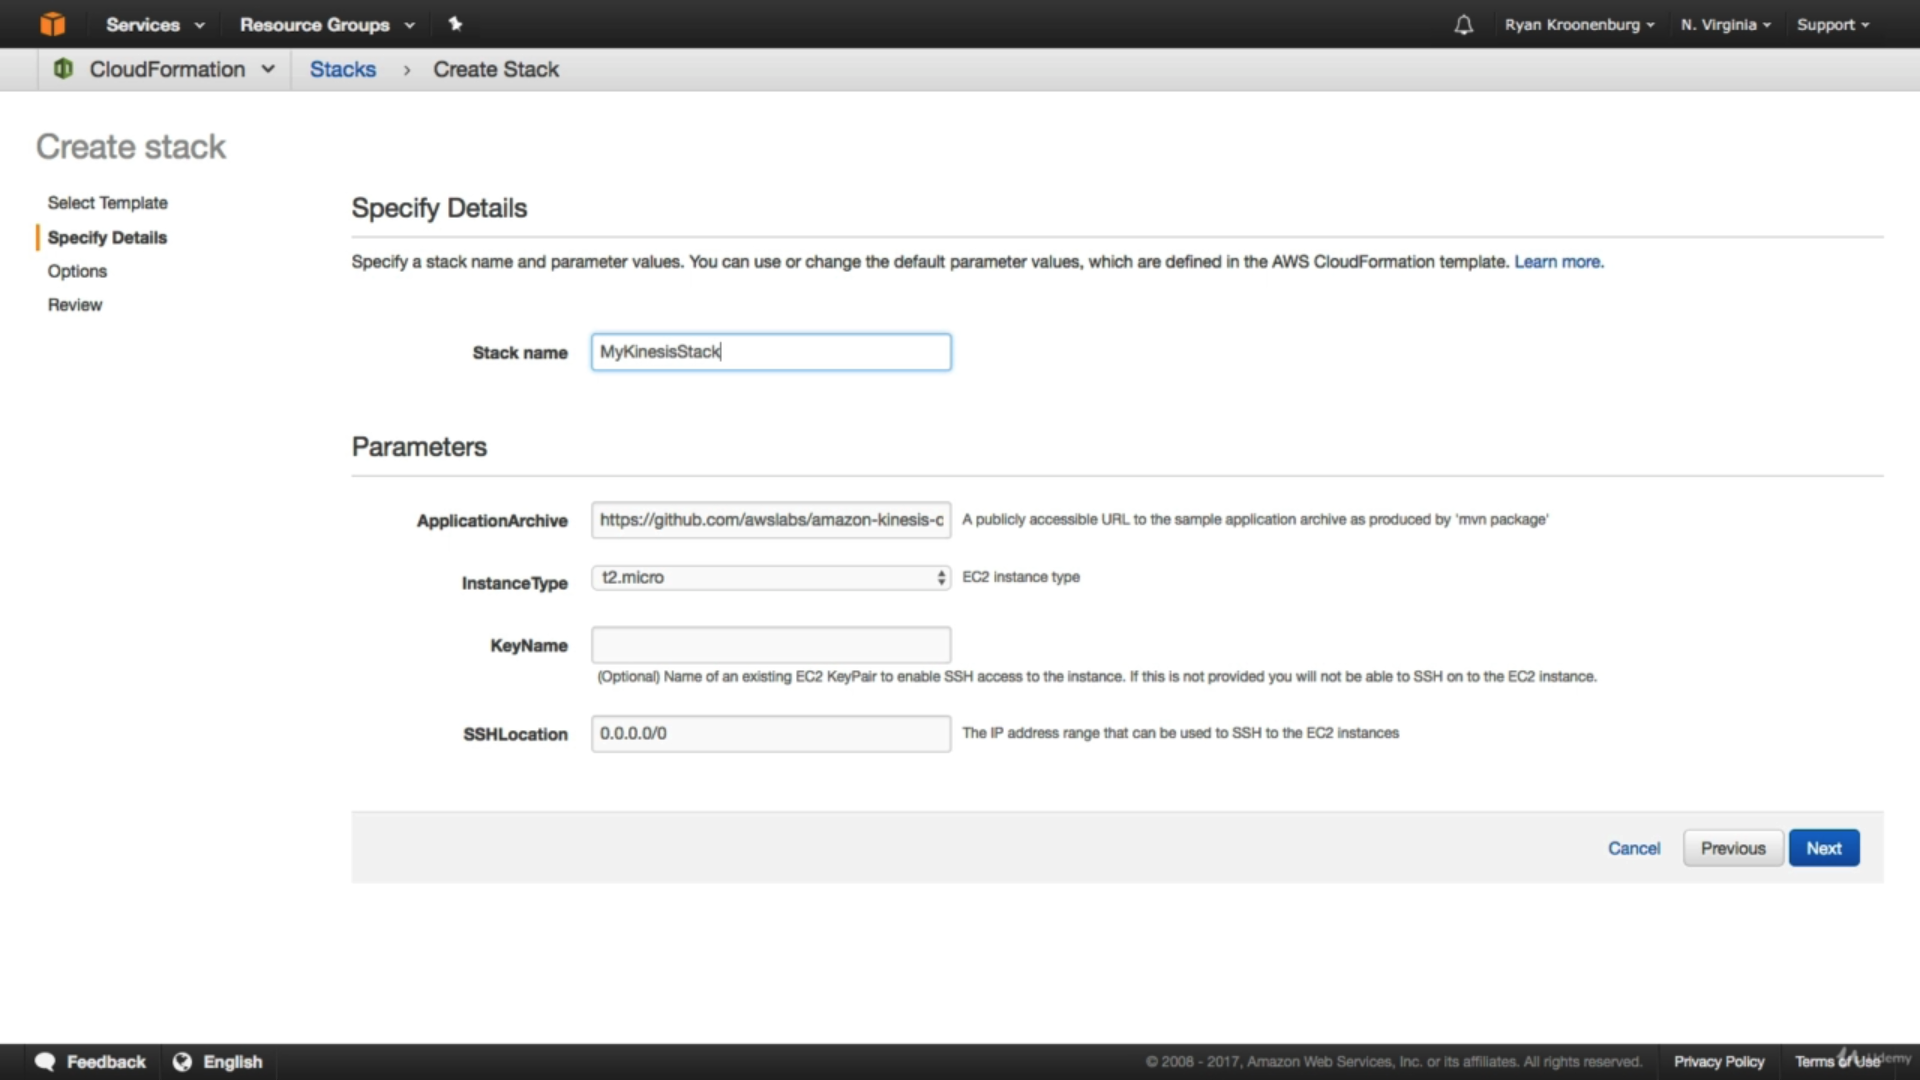 Services
Resource Groups
Ryan Kroonenburg
N. Virginia
Support
CloudFormation
Stacks
Create Stack
Create stack
Select Template
Specify Details
Options
Review
Specify Details
Specify a stack name and parameter values. You can use or change the default parameter values, which are defined in the AWS CloudFormation template. Learn more.
Stack name
MyKinesisStack
Parameters
ApplicationArchive
https://github.com/awslabs/amazon-kinesis-c
A publicly accessible URL to the sample application archive as produced by 'mvn package'
InstanceType
t2.micro
EC2 instance type
KeyName
(Optional) Name of an existing EC2 KeyPair to enable SSH access to the instance. If this is not provided you will not be able to SSH on to the EC2 instance.
SSHLocation
0.0.0.0/0
The IP address range that can be used to SSH to the EC2 instances
Cancel
Previous
Next
Feedback
English
© 2008 - 2017, Amazon Web Services, Inc. or its affiliates. All rights reserved.
Privacy Policy
Terms of Use
Udemy